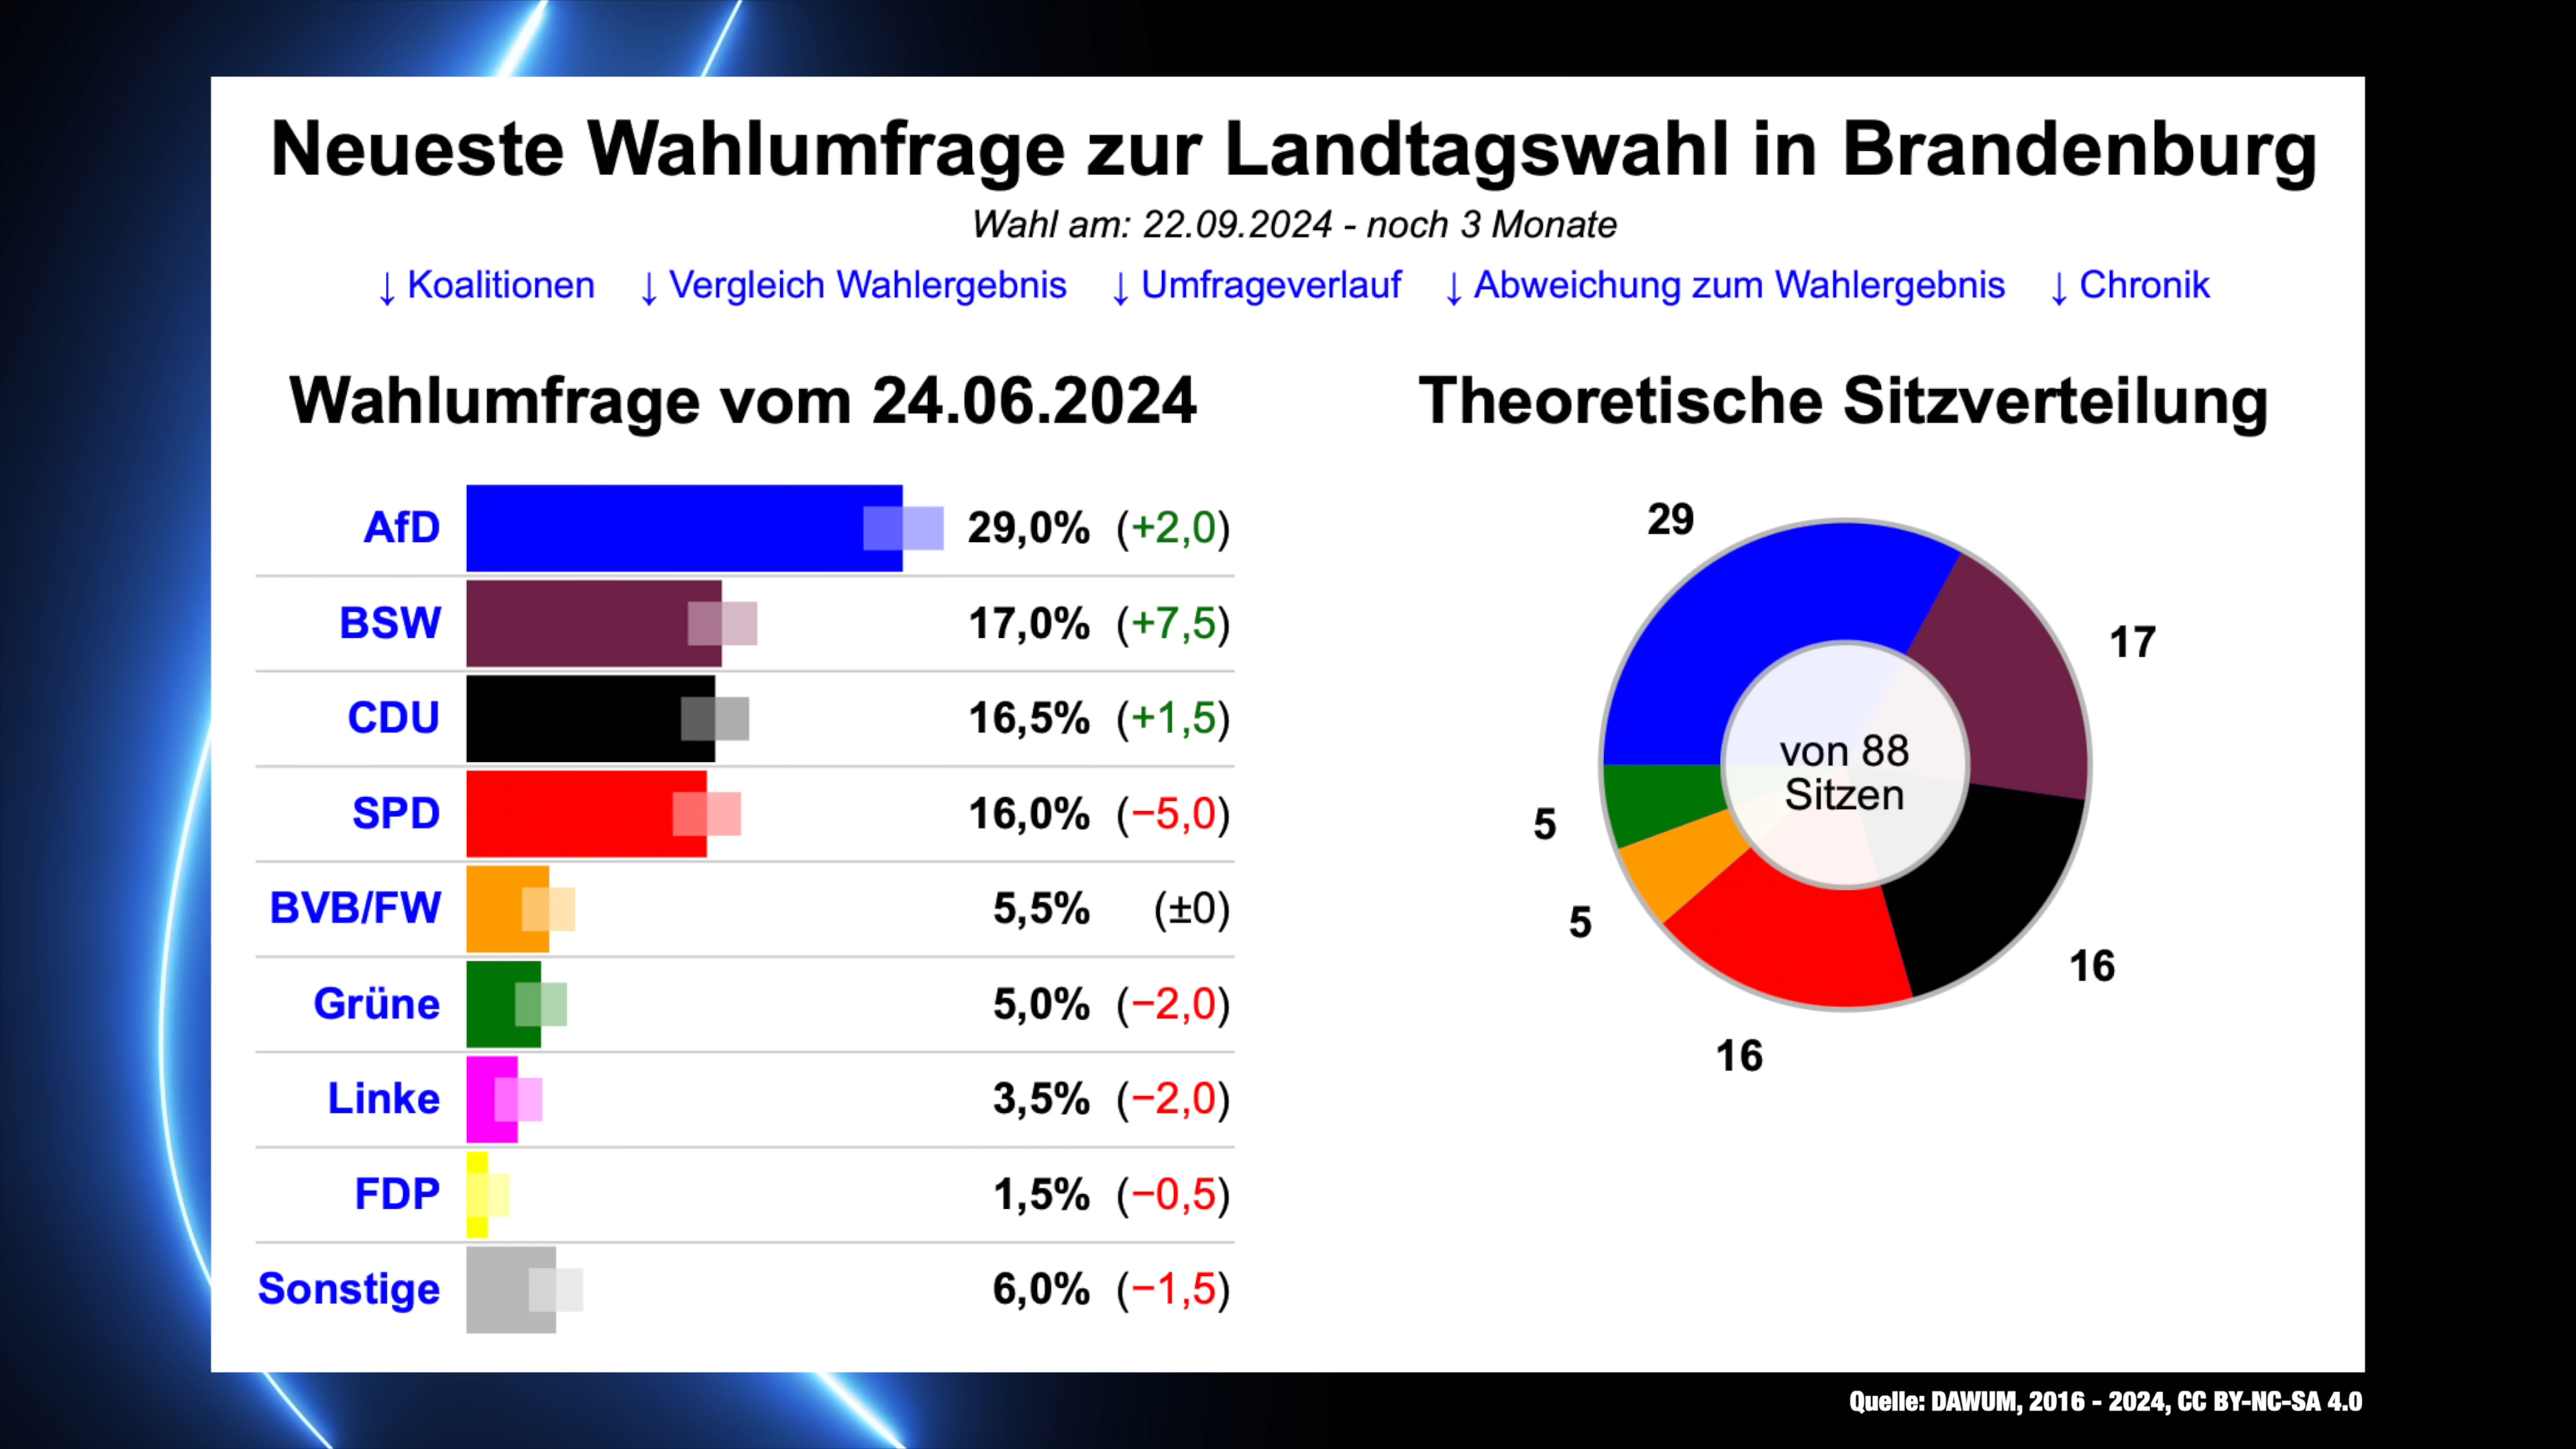 Neueste Wahlumfrage zur Landtagswahl in Brandenburg
Wahl am: 22.09.2024 - noch 3 Monate
↓ Koalitionen ↓ Vergleich Wahlergebnis ↓ Umfrageverlauf ↓ Abweichung zum Wahlergebnis ↓ Chronik
Wahlumfrage vom 24.06.2024
AfD 29,0% (+2,0)
BSW 17,0% (+7,5)
CDU 16,5% (+1,5)
SPD 16,0% (−5,0)
BVB/FW 5,5% (±0)
Grüne 5,0% (−2,0)
Linke 3,5% (−2,0)
FDP 1,5% (−0,5)
Sonstige 6,0% (−1,5)
Theoretische Sitzverteilung
29
17
von 88
Sitzen
5
5
16
16
Quelle: DAWUM, 2016 - 2024, CC BY-NC-SA 4.0